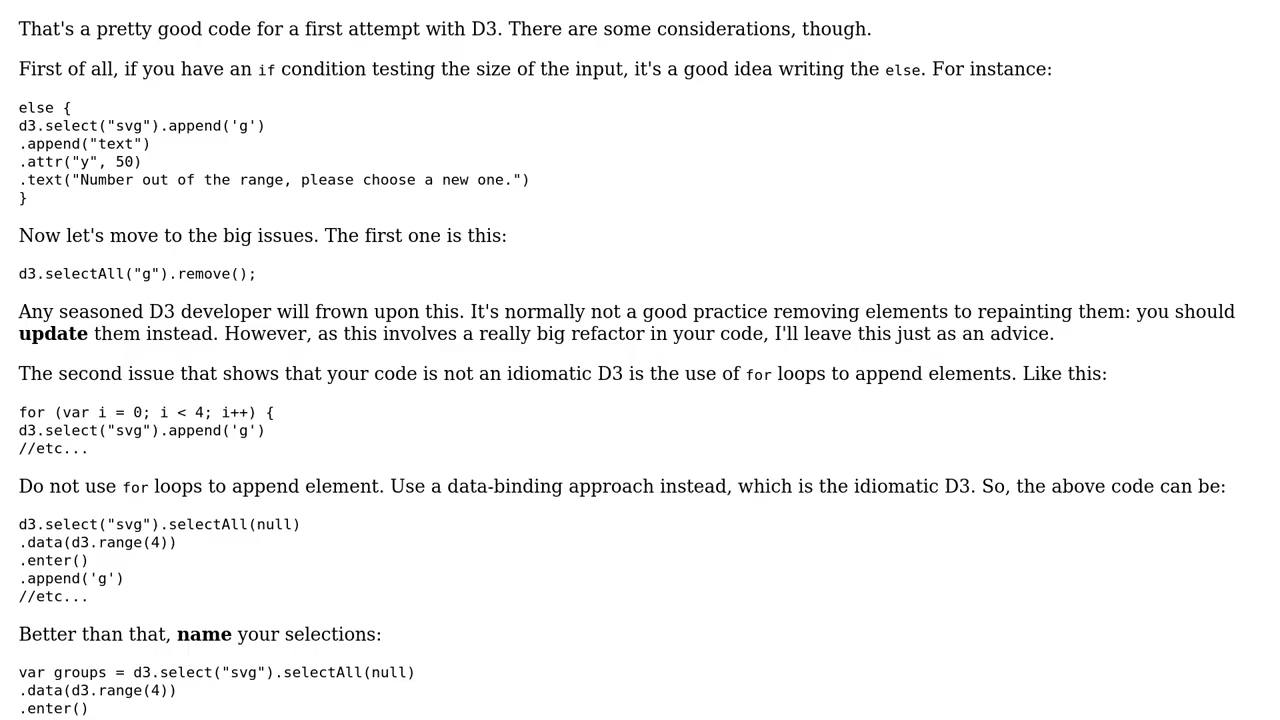 That's a pretty good code for a first attempt with D3. There are some considerations, though.
First of all, if you have an if condition testing the size of the input, it's a good idea writing the else. For instance:
else {
d3.select("svg").append('g')
.append("text")
.attr("y", 50)
.text("Number out of the range, please choose a new one.")
}
Now let's move to the big issues. The first one is this:
d3.selectAll("g").remove();
Any seasoned D3 developer will frown upon this. It's normally not a good practice removing elements to repainting them: you should
update them instead. However, as this involves a really big refactor in your code, I'll leave this just as an advice.
The second issue that shows that your code is not an idiomatic D3 is the use of for loops to append elements. Like this:
for (var i = 0; i < 4; i++) {
d3.select("svg").append('g')
//etc...
Do not use for loops to append element. Use a data-binding approach instead, which is the idiomatic D3. So, the above code can be:
d3.select("svg").selectAll(null)
.data(d3.range(4))
.enter()
.append('g')
//etc...
Better than that, name your selections:
var groups = d3.select("svg").selectAll(null)
.data(d3.range(4))
.enter()